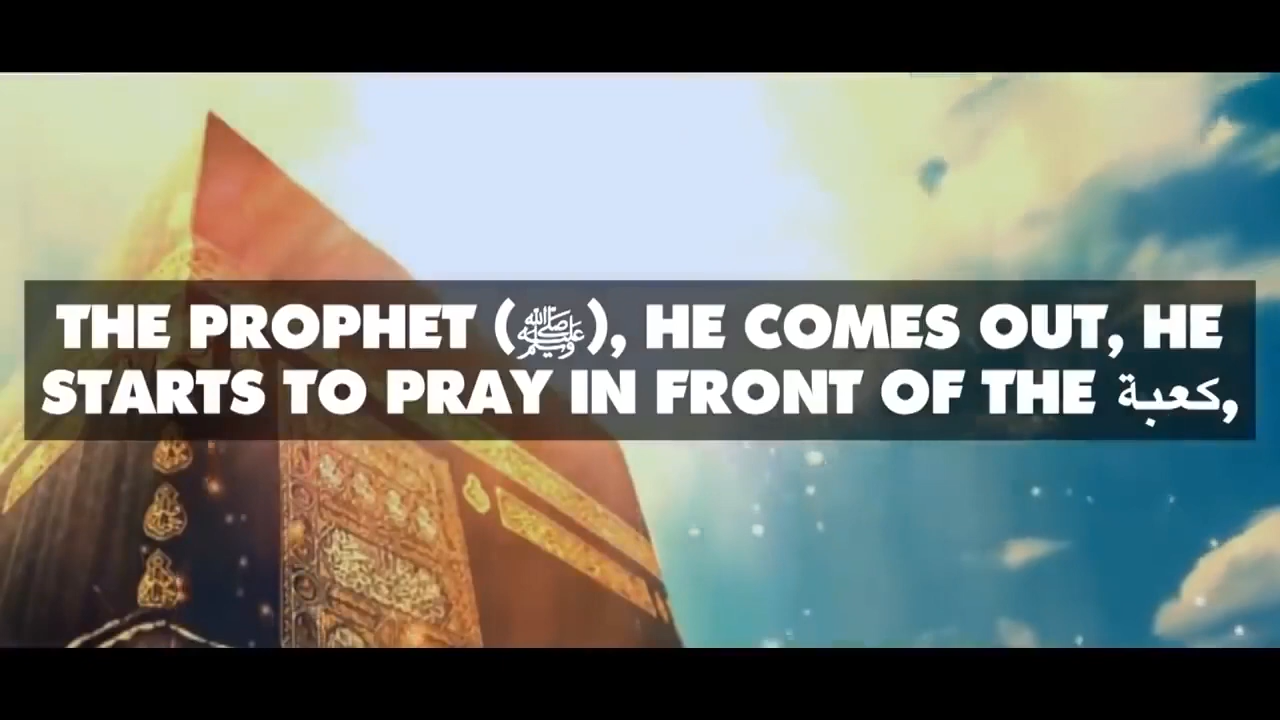 THE PROPHET (ﷺ), HE COMES OUT, HE
STARTS TO PRAY IN FRONT OF THE كعبة,